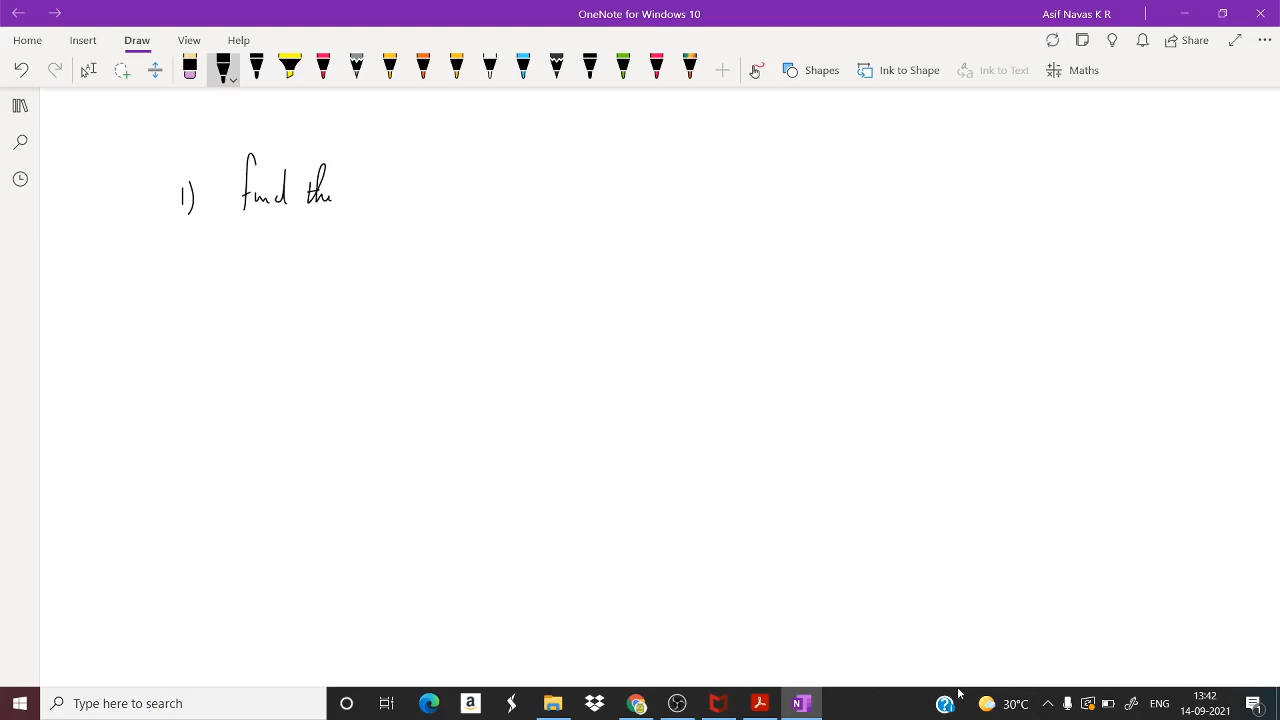 OneNote for Windows 10
Asif Navas K R
Home Insert Draw View Help
Share
Shapes Ink to Shape Ink to Text Maths
1) find the
Type here to search
30°C
ENG
13:42
14-09-2021